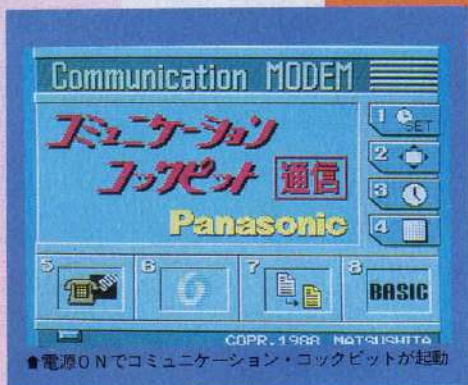 Communication MODEM
コミュニケーション
コックピット 通信
Panasonic
1 SET
2
3
4
5 6 7 8 BASIC
COPR.1988 MATSUSHITA
⬆電源ONでコミュニケーション・コックピットが起動